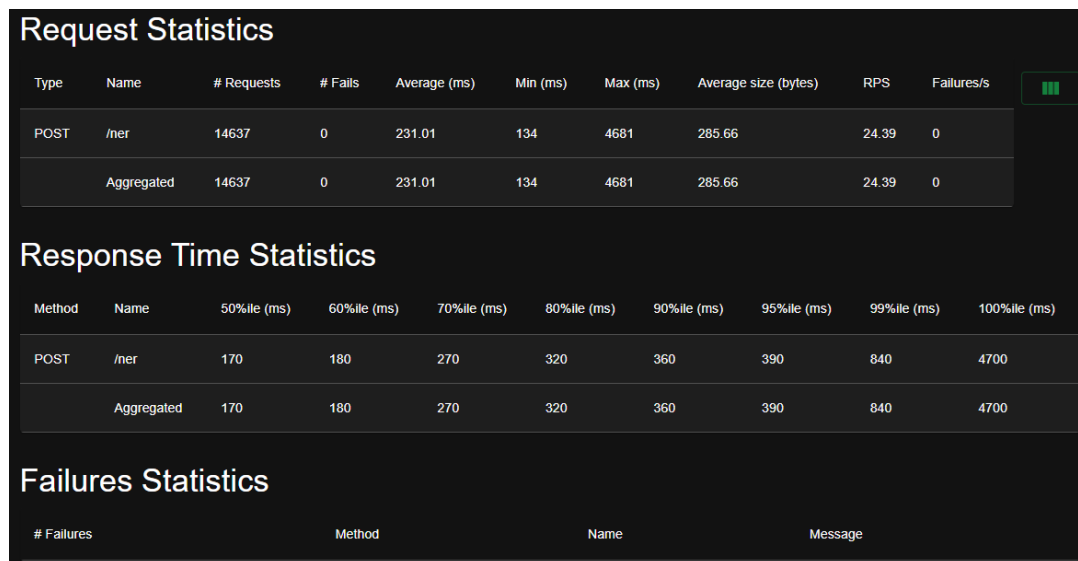 Request Statistics
Type Name # Requests # Fails Average (ms) Min (ms) Max (ms) Average size (bytes) RPS Failures/s
POST /ner 14637 0 231.01 134 4681 285.66 24.39 0
Aggregated 14637 0 231.01 134 4681 285.66 24.39 0
Response Time Statistics
Method Name 50%ile (ms) 60%ile (ms) 70%ile (ms) 80%ile (ms) 90%ile (ms) 95%ile (ms) 99%ile (ms) 100%ile (ms)
POST /ner 170 180 270 320 360 390 840 4700
Aggregated 170 180 270 320 360 390 840 4700
Failures Statistics
# Failures Method Name Message